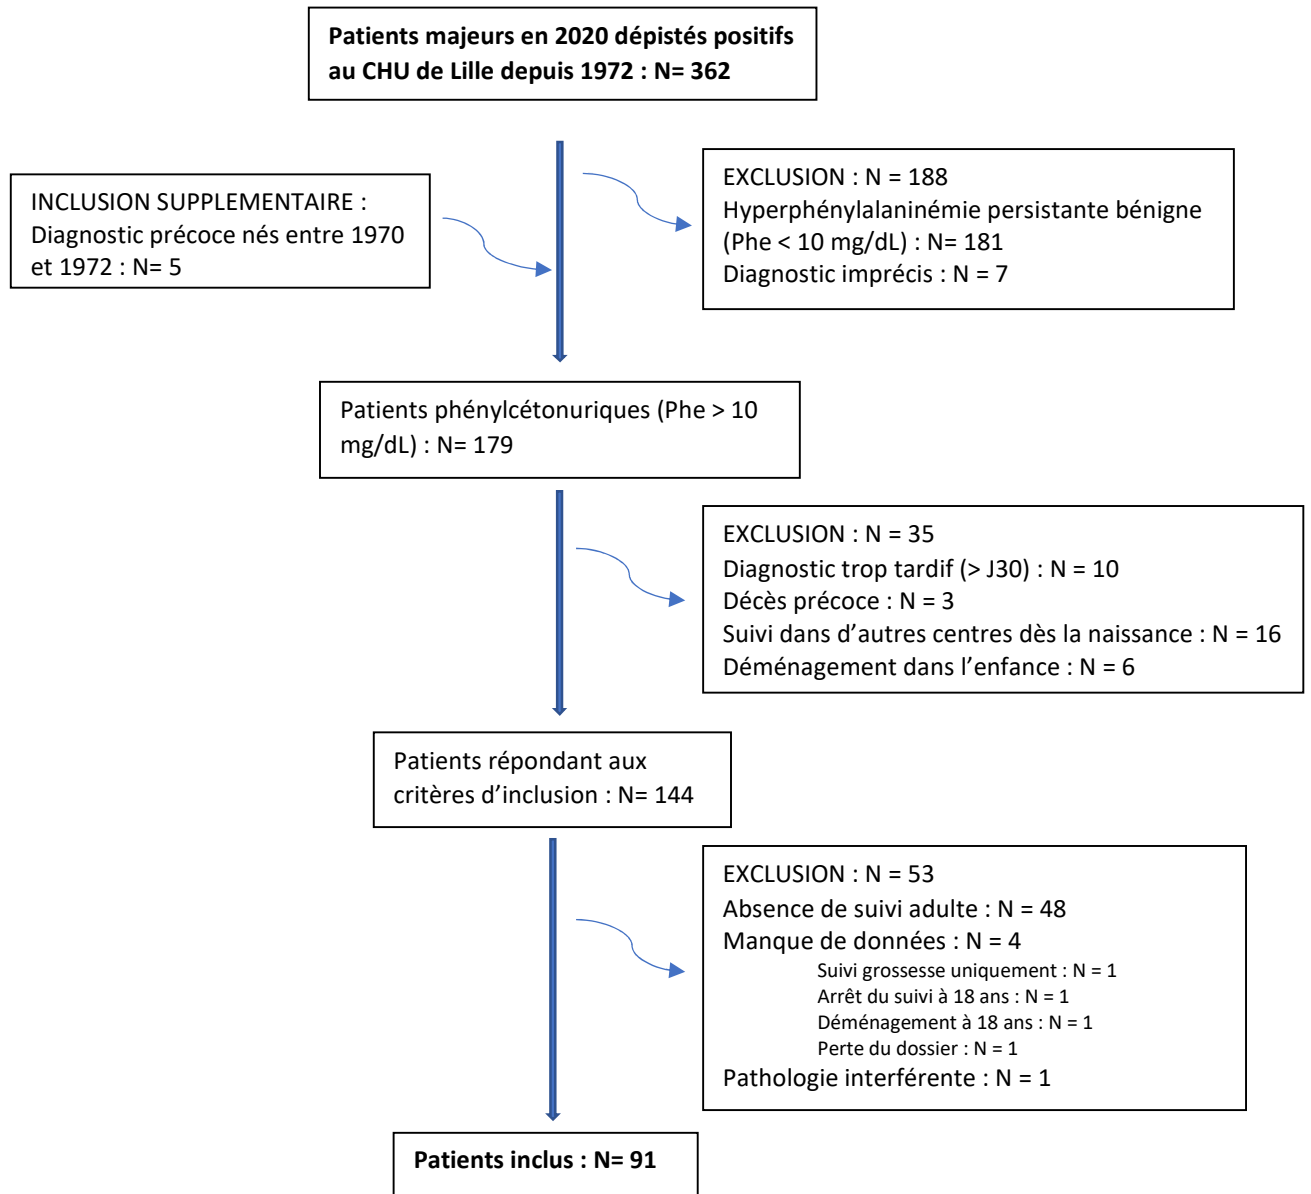 Patients majeurs en 2020 dépistés positifs
au CHU de Lille depuis 1972 : N= 362
INCLUSION SUPPLEMENTAIRE :
Diagnostic précoce nés entre 1970
et 1972 : N= 5
EXCLUSION : N = 188
Hyperphénylalaninémie persistante bénigne
(Phe < 10 mg/dL) : N= 181
Diagnostic imprécis : N = 7
Patients phénylcétonuriques (Phe > 10
mg/dL) : N= 179
EXCLUSION : N = 35
Diagnostic trop tardif (> J30) : N = 10
Décès précoce : N = 3
Suivi dans d’autres centres dès la naissance : N = 16
Déménagement dans l’enfance : N = 6
Patients répondant aux
critères d’inclusion : N= 144
EXCLUSION : N = 53
Absence de suivi adulte : N = 48
Manque de données : N = 4
Suivi grossesse uniquement : N = 1
Arrêt du suivi à 18 ans : N = 1
Déménagement à 18 ans : N = 1
Perte du dossier : N = 1
Pathologie interférente : N = 1
Patients inclus : N= 91